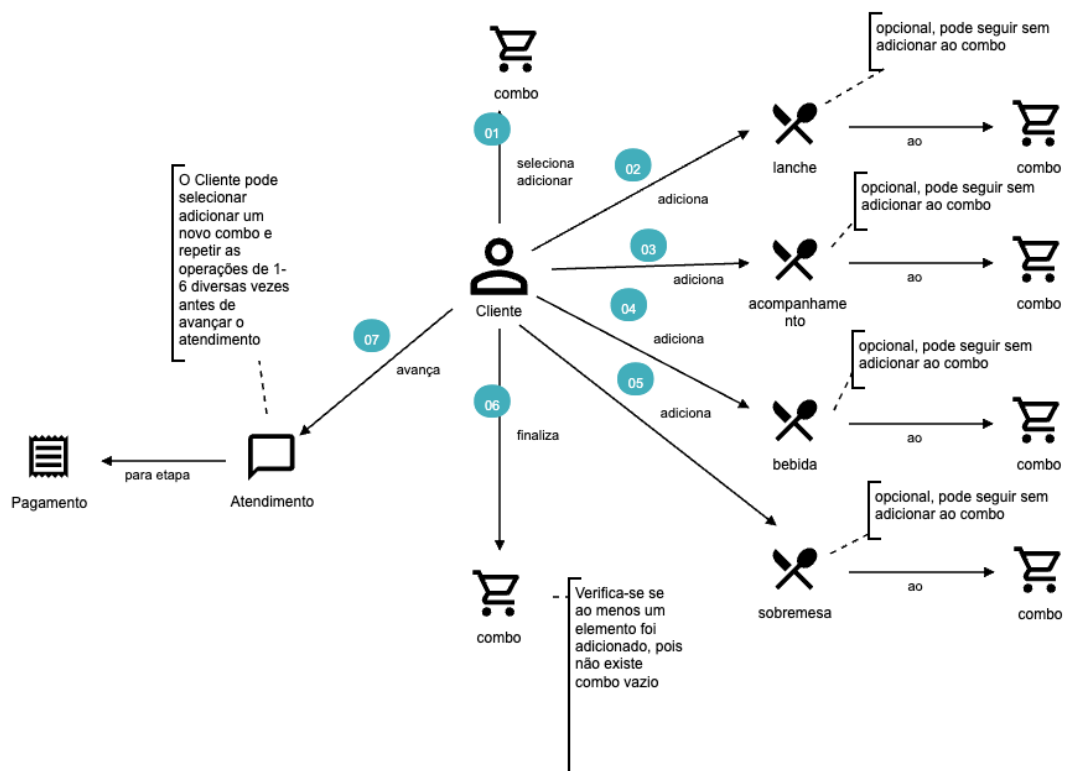 combo
01
seleciona
adicionar
opcional, pode seguir sem
adicionar ao combo
02
adiciona
lanche
ao
combo
O Cliente pode
selecionar
adicionar um
novo combo e
repetir as
operações de 1-
6 diversas vezes
antes de
avançar o
atendimento
opcional, pode seguir sem
adicionar ao combo
Cliente
03
adiciona
acompanhame
nto
ao
combo
04
adiciona
opcional, pode seguir sem
adicionar ao combo
bebida
ao
combo
05
adiciona
opcional, pode seguir sem
adicionar ao combo
sobremesa
ao
combo
06
finaliza
combo
Verifica-se se
ao menos um
elemento foi
adicionado, pois
não existe
combo vazio
07
avança
Atendimento
para etapa
Pagamento